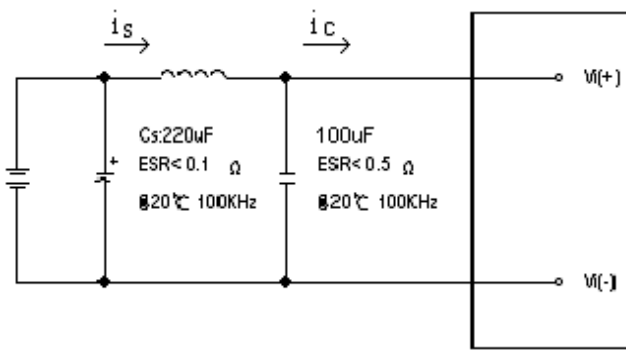 is ic
Vi(+)
Cs:220uF 100uF
+ ESR<0.1 Ω ESR<0.5 Ω
@20℃ 100KHz @20℃ 100KHz
Vi(-)